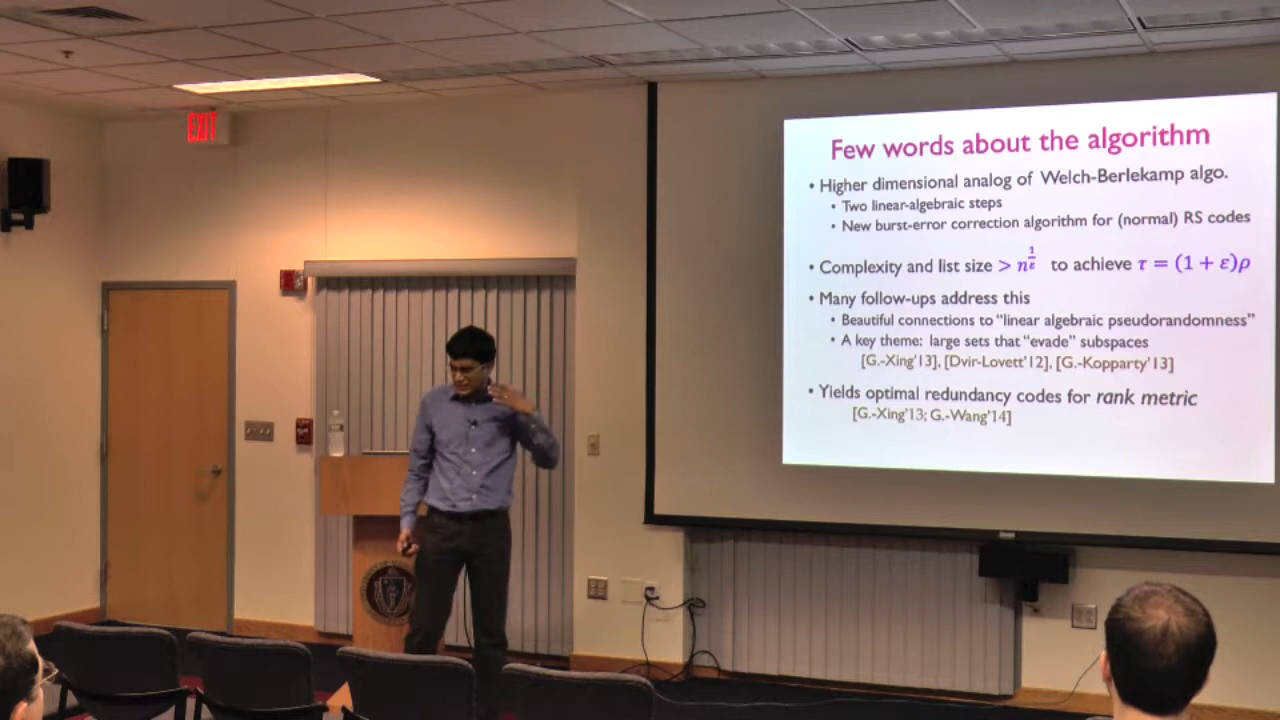 EXIT
Few words about the algorithm
• Higher dimensional analog of Welch-Berlekamp algo.
• Two linear-algebraic steps
• New burst-error correction algorithm for (normal) RS codes
• Complexity and list size > n^{1/ε} to achieve τ = (1 + ε)ρ
• Many follow-ups address this
• Beautiful connections to “linear algebraic pseudorandomness”
• A key theme: large sets that “evade” subspaces
[G.-Xing’13], [Dvir-Lovett’12], [G.-Kopparty’13]
• Yields optimal redundancy codes for rank metric
[G.-Xing’13; G.-Wang’14]